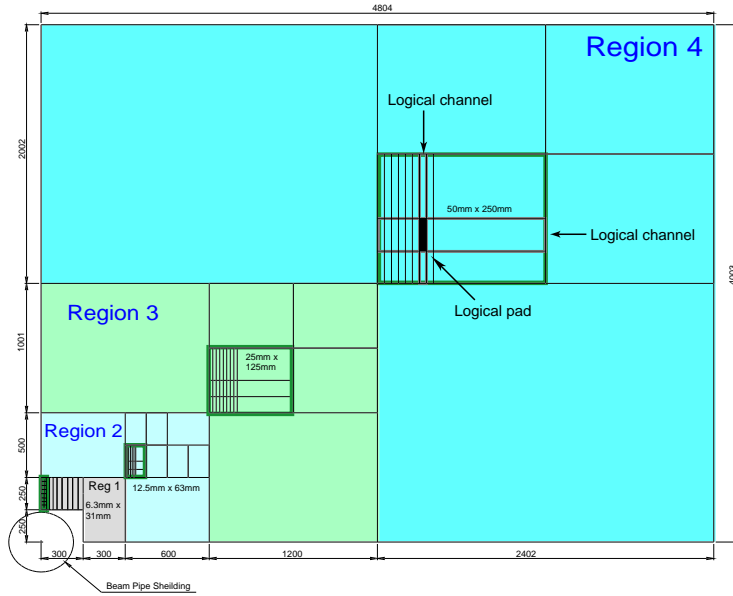 4804
Region 4
Logical channel
2002
50mm x 250mm
Logical channel
4003
Logical pad
Region 3
1001
25mm x
125mm
Region 2
500
Reg 1
12.5mm x 63mm
6.3mm x
31mm
250
250
300
300
600
1200
2402
Beam Pipe Sheilding